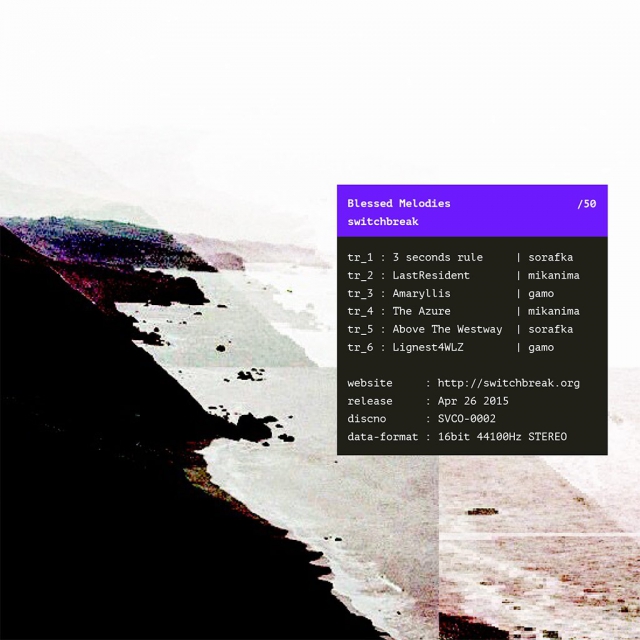 Blessed Melodies /50
switchbreak
tr_1 : 3 seconds rule | sorafka
tr_2 : LastResident | mikanima
tr_3 : Amaryllis | gamo
tr_4 : The Azure | mikanima
tr_5 : Above The Westway | sorafka
tr_6 : Lignest4WLZ | gamo
website : http://switchbreak.org
release : Apr 26 2015
discno : SVCO-0002
data-format : 16bit 44100Hz STEREO